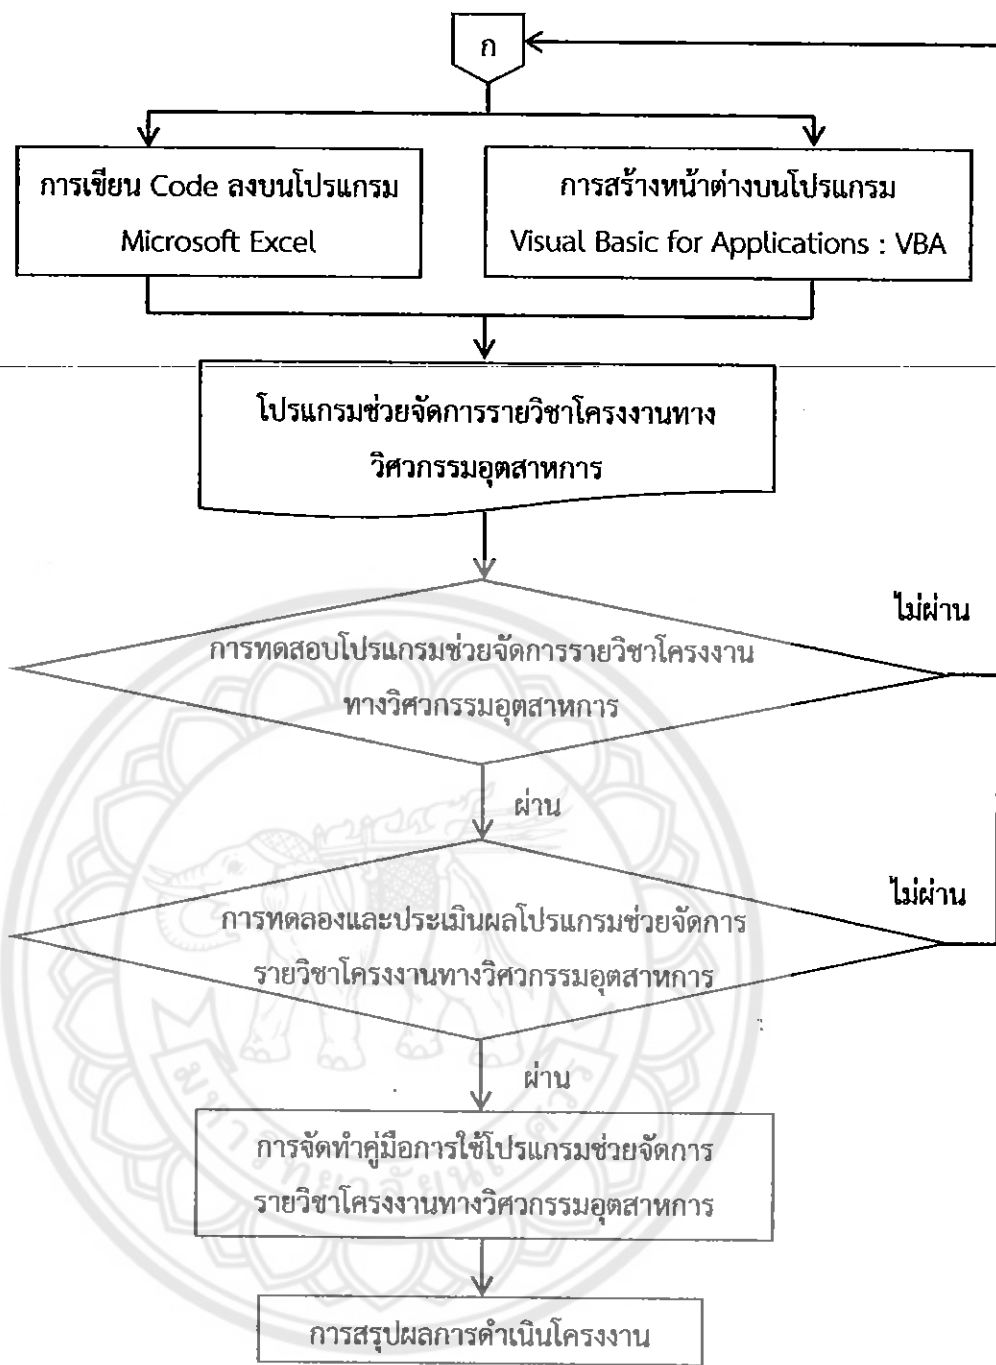 ก
การเขียน Code ลงบนโปรแกรม
Microsoft Excel
การสร้างหน้าต่างบนโปรแกรม
Visual Basic for Applications : VBA
โปรแกรมช่วยจัดการรายวิชาโครงงานทาง
วิศวกรรมอุตสาหการ
ไม่ผ่าน
การทดสอบโปรแกรมช่วยจัดการรายวิชาโครงงาน
ทางวิศวกรรมอุตสาหการ
ผ่าน
ไม่ผ่าน
การทดลองและประเมินผลโปรแกรมช่วยจัดการ
รายวิชาโครงงานทางวิศวกรรมอุตสาหการ
ผ่าน
การจัดทำคู่มือการใช้โปรแกรมช่วยจัดการ
รายวิชาโครงงานทางวิศวกรรมอุตสาหการ
การสรุปผลการดำเนินโครงงาน
มหาวิทยาลัยนเรศวร